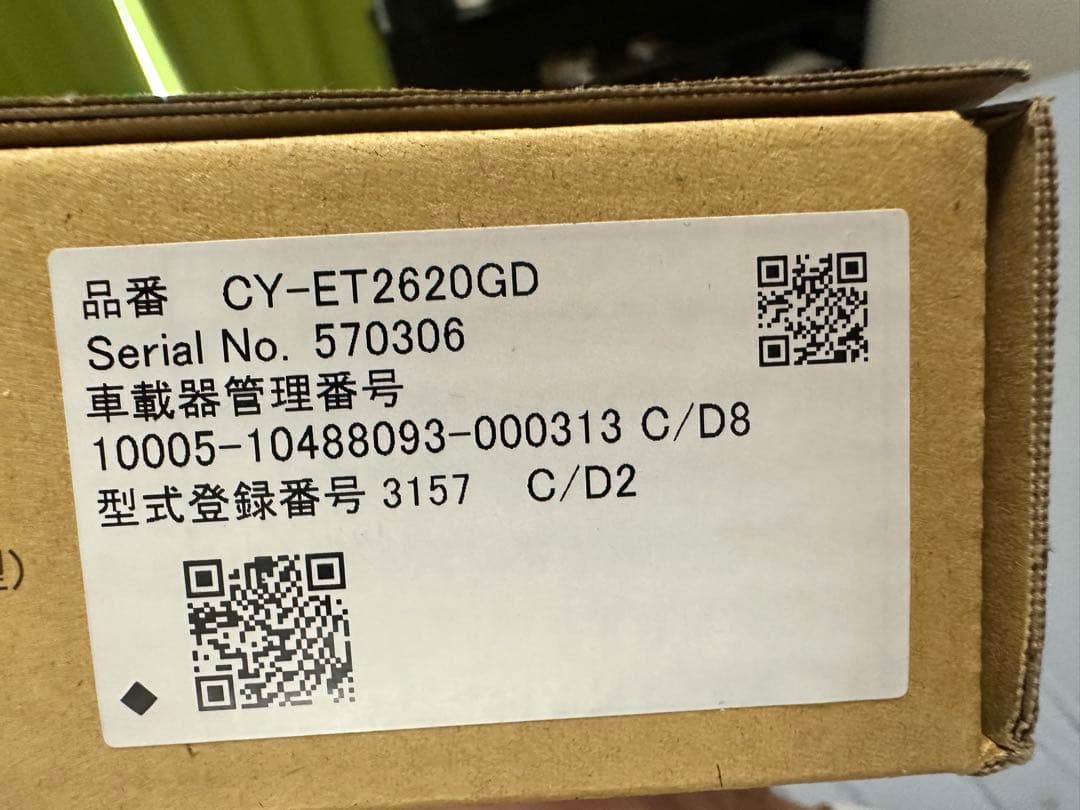 品番 CY-ET2620GD
Serial No. 570306
車載器管理番号
10005-10488093-000313 C/D8
型式登録番号 3157 C/D2
)